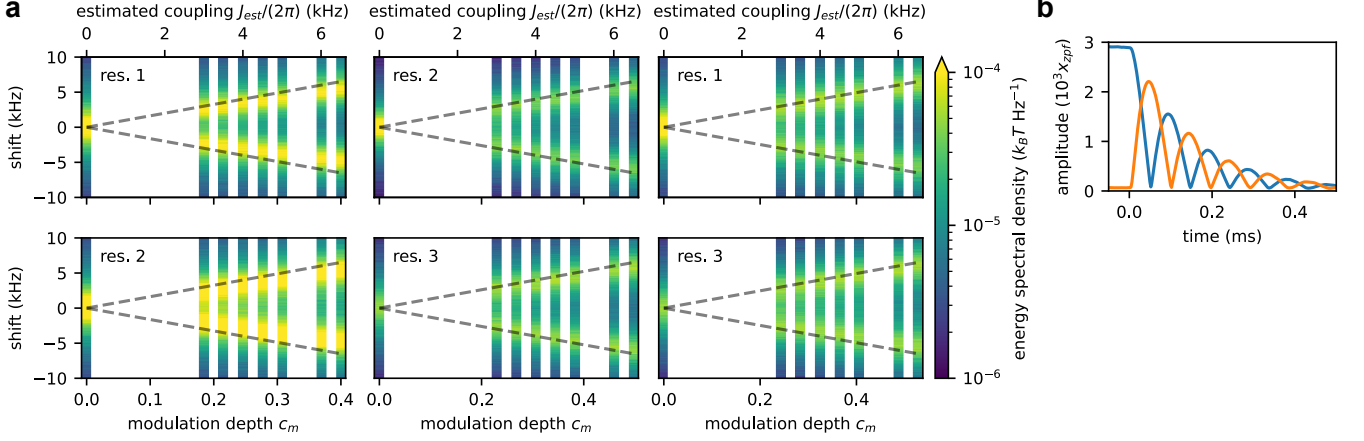 a
estimated coupling J_est/(2π) (kHz)
estimated coupling J_est/(2π) (kHz)
estimated coupling J_est/(2π) (kHz)
0 2 4 6
0 2 4 6
0 2 4 6
shift (kHz)
10
5
0
−5
−10
res. 1
res. 2
res. 1
shift (kHz)
10
5
0
−5
−10
res. 2
res. 3
res. 3
0.0 0.1 0.2 0.3 0.4
0.0 0.2 0.4
0.0 0.2 0.4
modulation depth c_m
modulation depth c_m
modulation depth c_m
10⁻⁴
10⁻⁵
10⁻⁶
energy spectral density (k_B T Hz⁻¹)
b
amplitude (10³x_zpf)
3
2
1
0
0.0 0.2 0.4
time (ms)